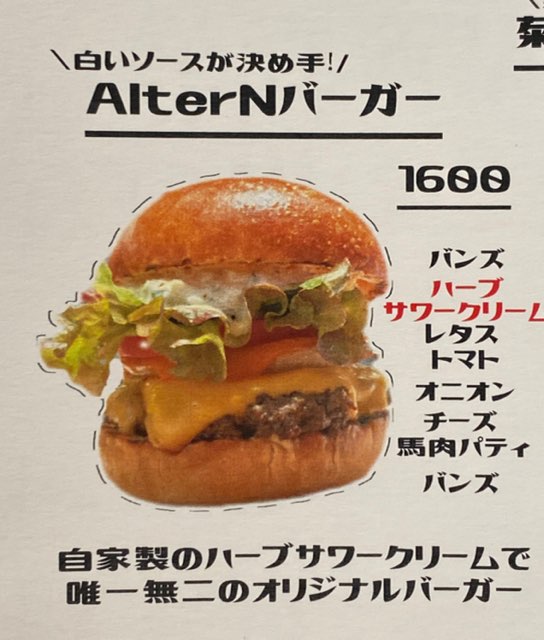 \白いソースが決め手!/
AlterNバーガー
1600
バンズ
ハーブ
サワークリーム
レタス
トマト
オニオン
チーズ
馬肉パティ
バンズ
自家製のハーブサワークリームで
唯一無二のオリジナルバーガー